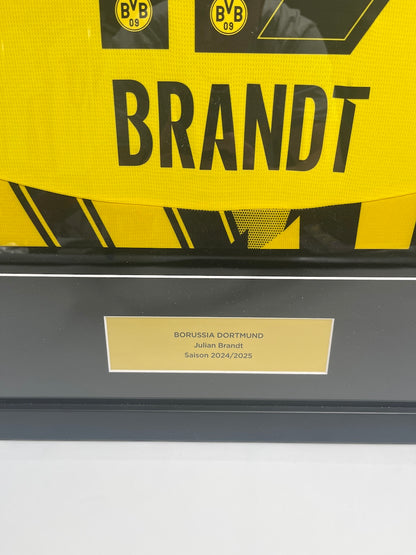 BVB 09 BVB 09
BRANDT
BORUSSIA DORTMUND
Julian Brandt
Saison 2024/2025